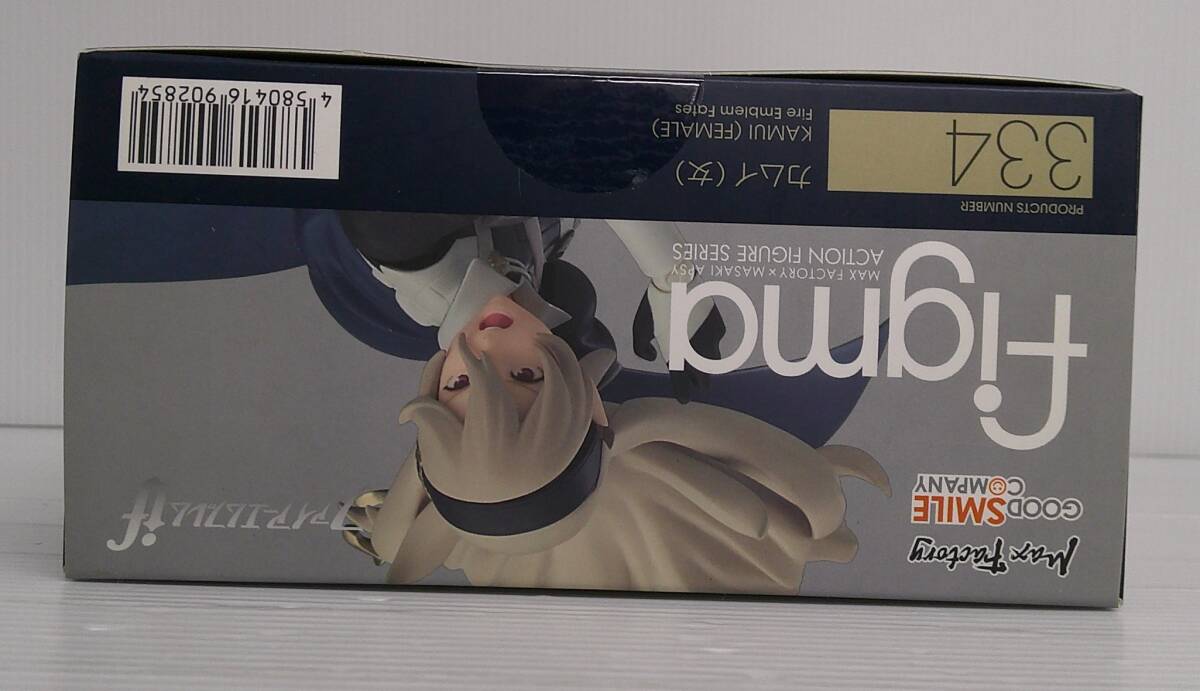 Max Factory
GOOD SMILE
COMPANY
ファイアーエムブレムif
figma
MAX FACTORY × MASAKI APSY
ACTION FIGURE SERIES
PRODUCTS NUMBER
334
カムイ(女)
KAMUI (FEMALE)
Fire Emblem Fates
4 580416 902854